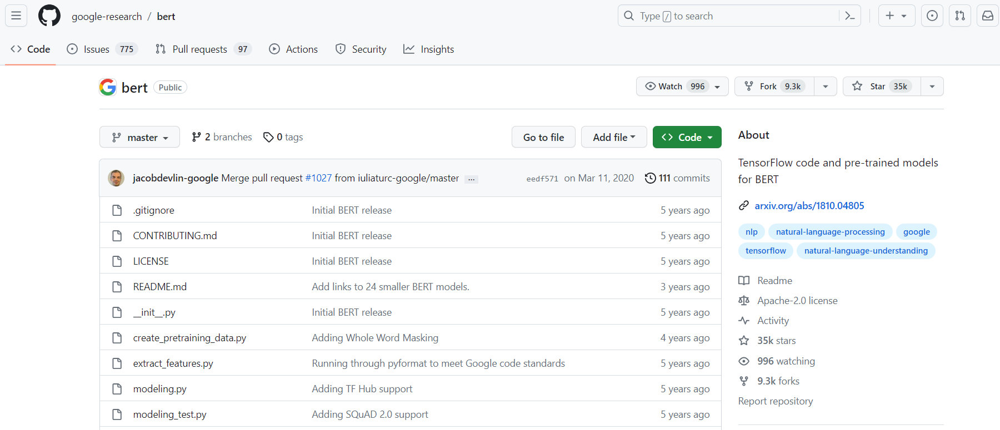 google-research / bert
Type / to search
Code
Issues 775
Pull requests 97
Actions
Security
Insights
bert Public
Watch 996
Fork 9.3k
Star 35k
master
2 branches
0 tags
Go to file
Add file
Code
jacobdevlin-google Merge pull request #1027 from iuliaturc-google/master ...
eedf571 on Mar 11, 2020
111 commits
.gitignore Initial BERT release 5 years ago
CONTRIBUTING.md Initial BERT release 5 years ago
LICENSE Initial BERT release 5 years ago
README.md Add links to 24 smaller BERT models. 3 years ago
__init__.py Initial BERT release 5 years ago
create_pretraining_data.py Adding Whole Word Masking 4 years ago
extract_features.py Running through pyformat to meet Google code standards 5 years ago
modeling.py Adding TF Hub support 5 years ago
modeling_test.py Adding SQuAD 2.0 support 5 years ago
About
TensorFlow code and pre-trained models
for BERT
arxiv.org/abs/1810.04805
nlp natural-language-processing google
tensorflow natural-language-understanding
Readme
Apache-2.0 license
Activity
35k stars
996 watching
9.3k forks
Report repository